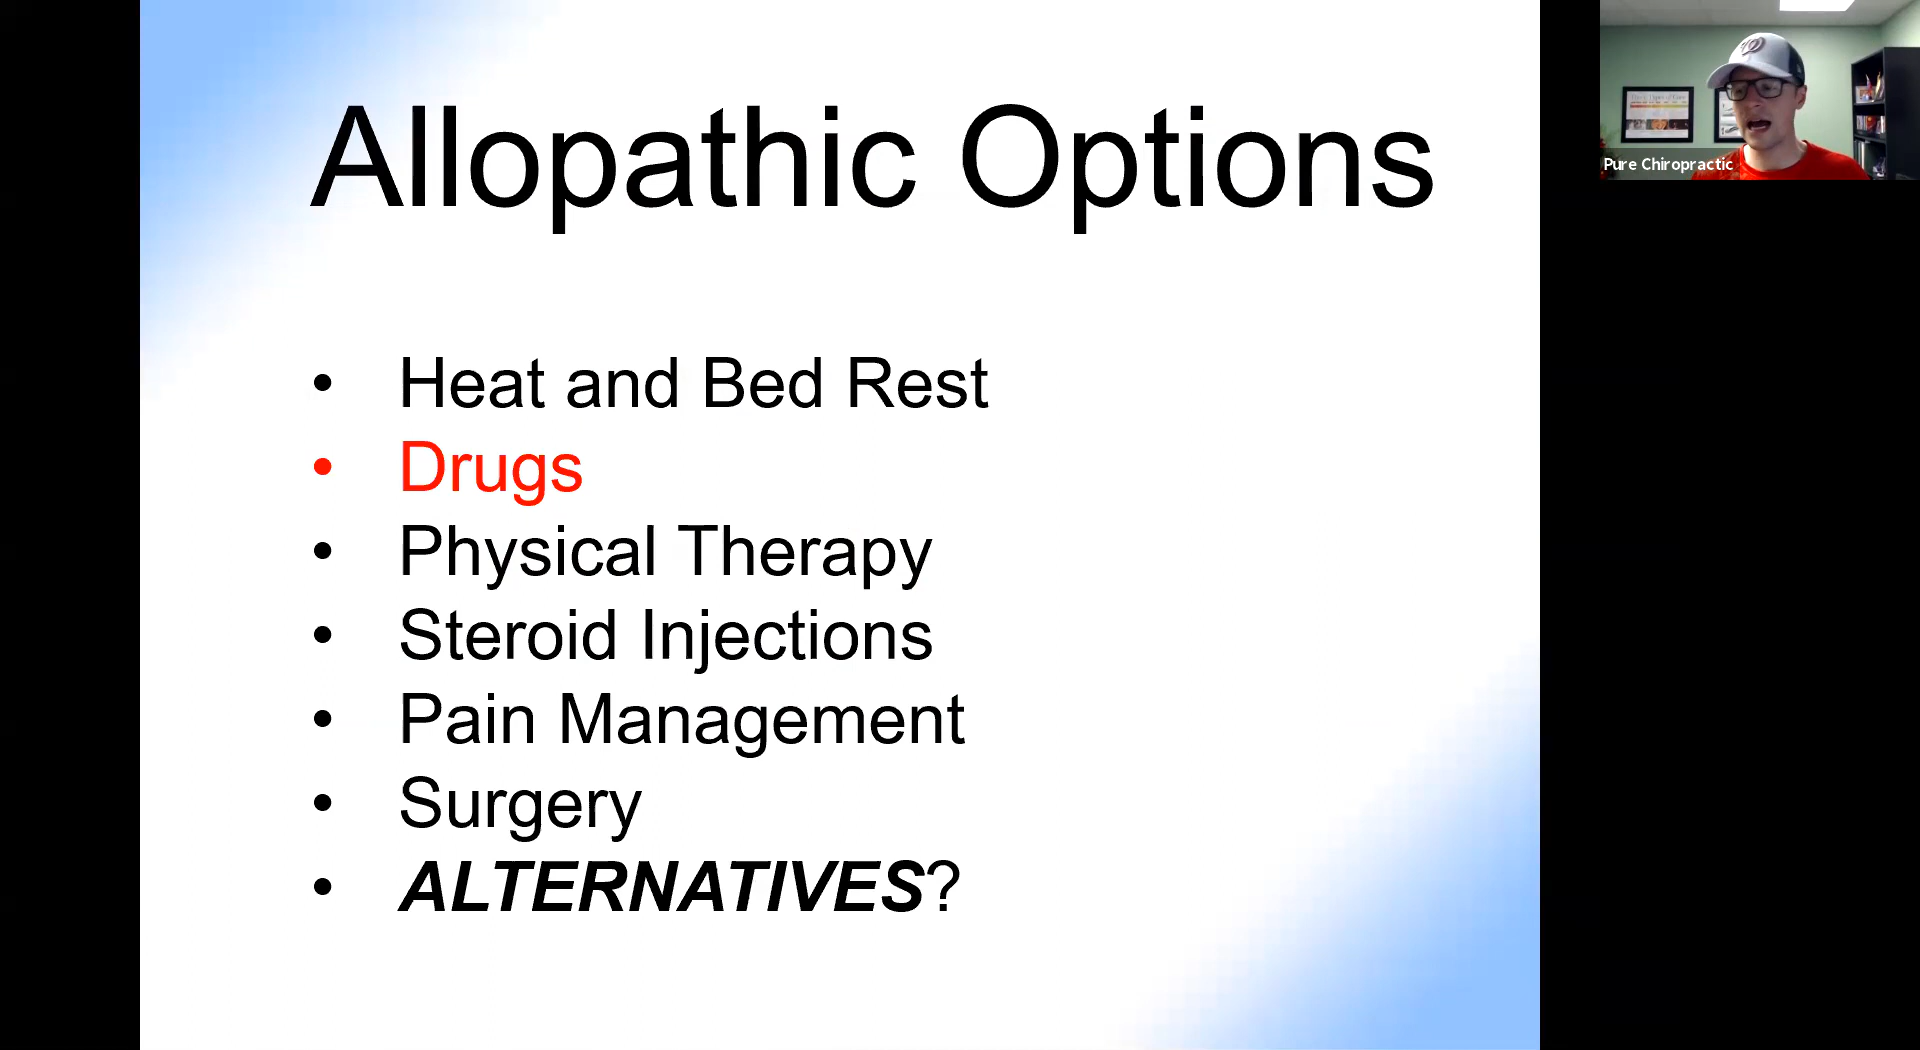 Allopathic Options
• Heat and Bed Rest
• Drugs
• Physical Therapy
• Steroid Injections
• Pain Management
• Surgery
• ALTERNATIVES?
Pure Chiropractic